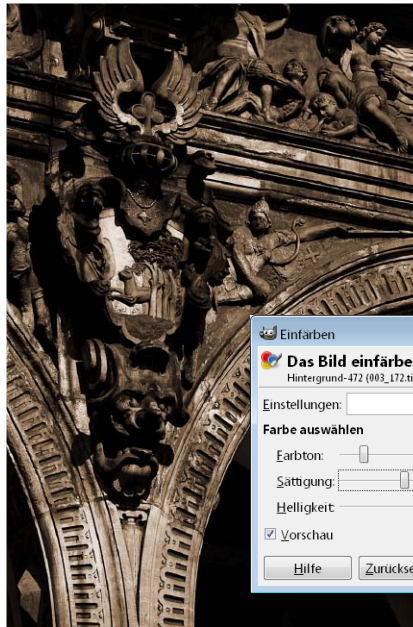 Einfärben
Das Bild einfärbe
Hintergrund-472 (003_172.ti
Einstellungen:
Farbe auswählen
Farbton:
Sättigung:
Helligkeit
Vorschau
Hilfe
Zurückse